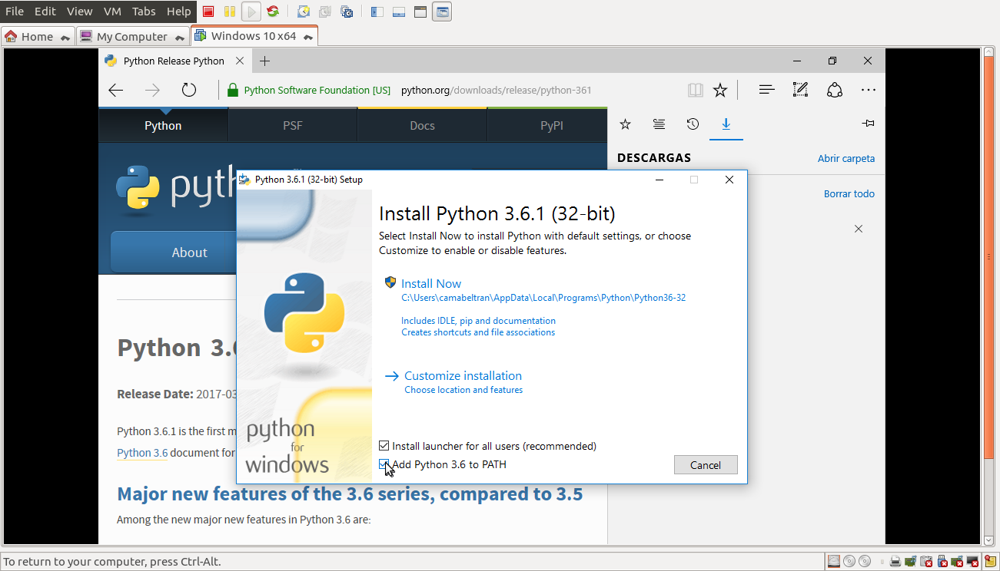 File Edit View VM Tabs Help
Home My Computer Windows 10 x64
Python Release Python
Python Software Foundation [US] python.org/downloads/release/python-361
Python PSF Docs PyPI
DESCARGAS Abrir carpeta
Borrar todo
pyth
About
Python 3.6.1 (32-bit) Setup
Install Python 3.6.1 (32-bit)
Select Install Now to install Python with default settings, or choose
Customize to enable or disable features.
Install Now
C:\Users\camabeltran\AppData\Local\Programs\Python\Python36-32
Includes IDLE, pip and documentation
Creates shortcuts and file associations
Customize installation
Choose location and features
python
for
windows
Install launcher for all users (recommended)
Add Python 3.6 to PATH
Cancel
Python 3.6
Release Date: 2017-03
Python 3.6.1 is the first m
Python 3.6 document for
Major new features of the 3.6 series, compared to 3.5
Among the new major new features in Python 3.6 are:
To return to your computer, press Ctrl-Alt.